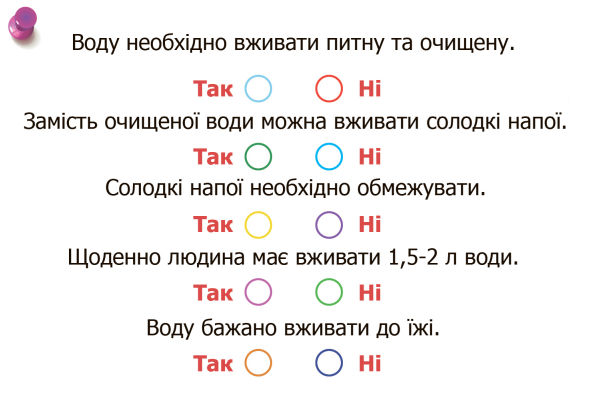 Воду необхідно вживати питну та очищену.
Так Ні
Замість очищеної води можна вживати солодкі напої.
Так Ні
Солодкі напої необхідно обмежувати.
Так Ні
Щоденно людина має вживати 1,5-2 л води.
Так Ні
Воду бажано вживати до їжі.
Так Ні